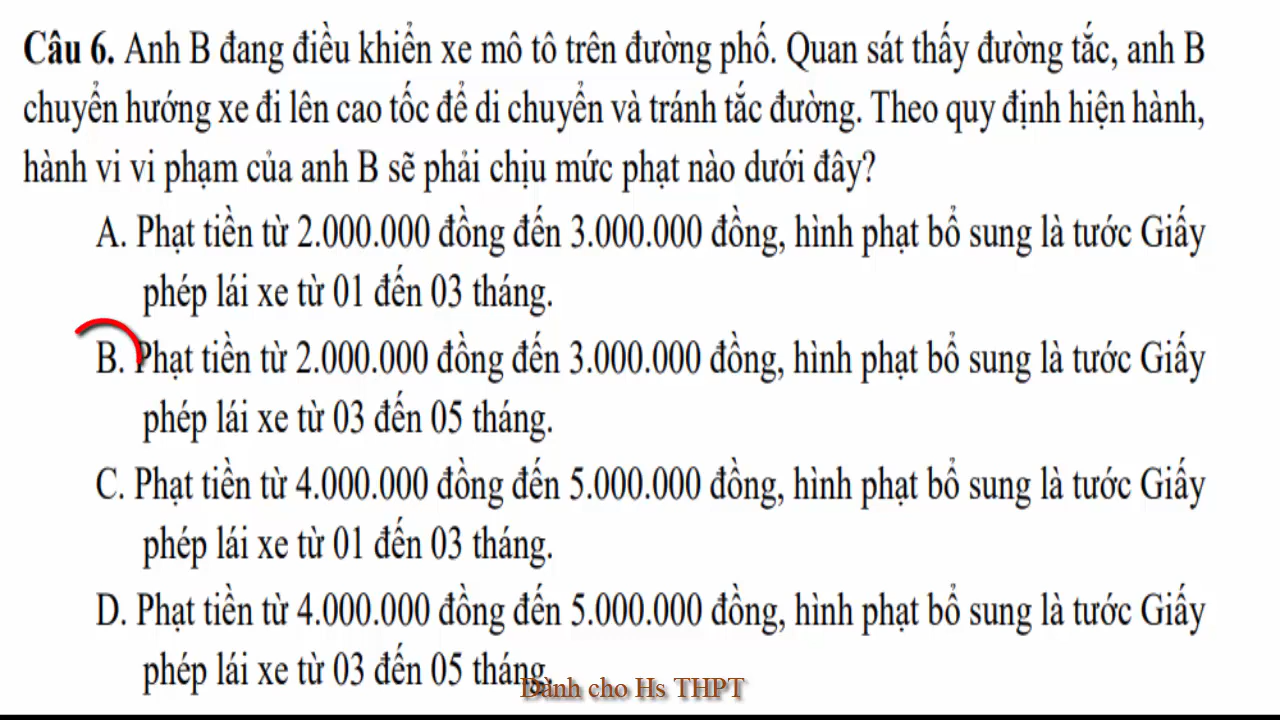 Câu 6. Anh B đang điều khiển xe mô tô trên đường phố. Quan sát thấy đường tắc, anh B
chuyển hướng xe đi lên cao tốc để di chuyển và tránh tắc đường. Theo quy định hiện hành,
hành vi vi phạm của anh B sẽ phải chịu mức phạt nào dưới đây?
A. Phạt tiền từ 2.000.000 đồng đến 3.000.000 đồng, hình phạt bổ sung là tước Giấy
phép lái xe từ 01 đến 03 tháng.
B. Phạt tiền từ 2.000.000 đồng đến 3.000.000 đồng, hình phạt bổ sung là tước Giấy
phép lái xe từ 03 đến 05 tháng.
C. Phạt tiền từ 4.000.000 đồng đến 5.000.000 đồng, hình phạt bổ sung là tước Giấy
phép lái xe từ 01 đến 03 tháng.
D. Phạt tiền từ 4.000.000 đồng đến 5.000.000 đồng, hình phạt bổ sung là tước Giấy
phép lái xe từ 03 đến 05 tháng.
Dành cho Hs THPT